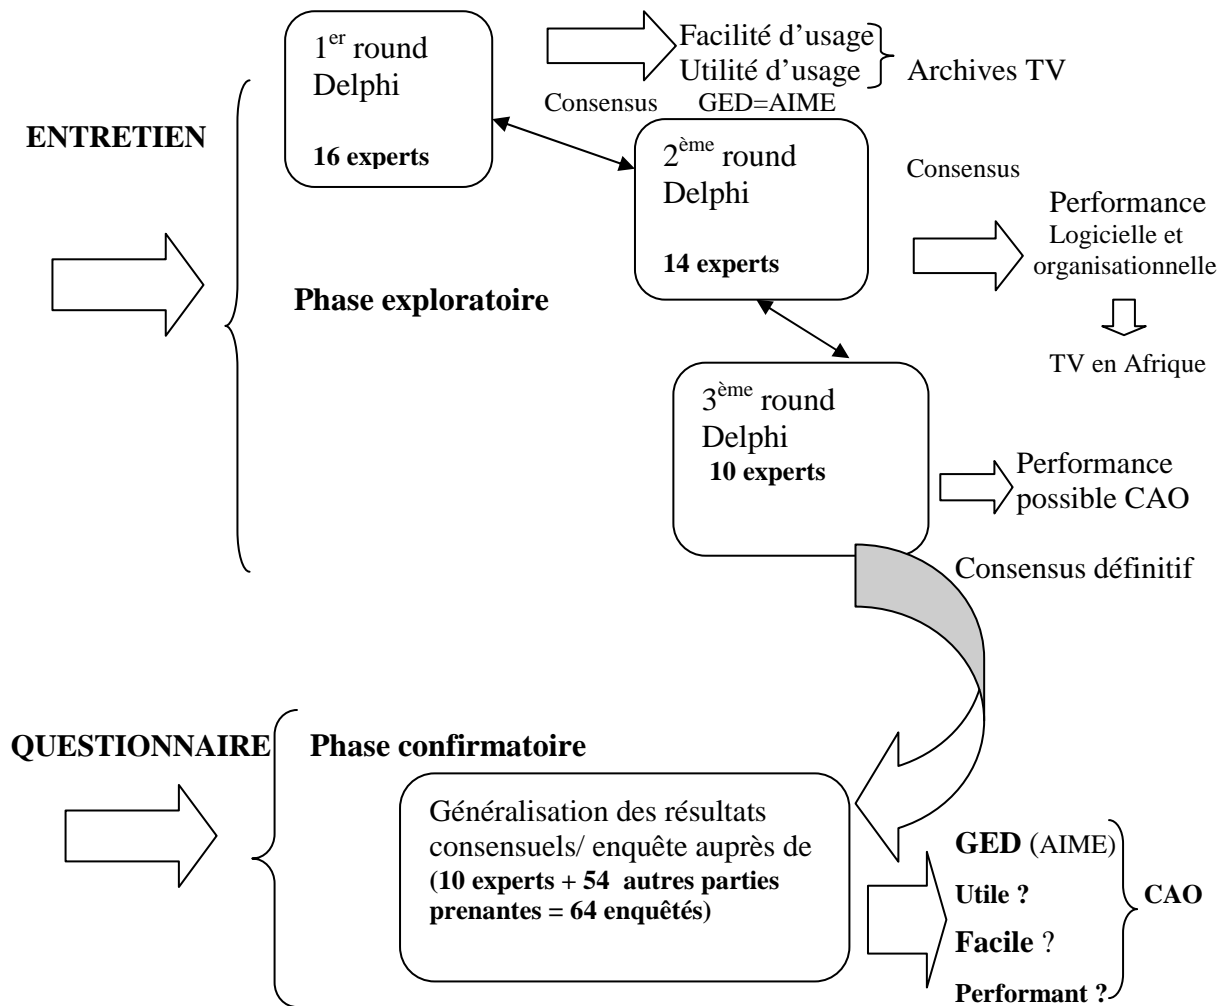 1er round
Delphi
16 experts
Facilité d'usage
Utilité d'usage
Archives TV
Consensus GED=AIME
ENTRETIEN
2ème round
Delphi
14 experts
Consensus
Performance
Logicielle et
organisationnelle
TV en Afrique
Phase exploratoire
3ème round
Delphi
10 experts
Performance
possible CAO
Consensus définitif
QUESTIONNAIRE
Phase confirmatoire
Généralisation des résultats
consensuels/ enquête auprès de
(10 experts + 54 autres parties
prenantes = 64 enquêtés)
GED (AIME)
Utile ?
Facile ?
Performant ?
CAO